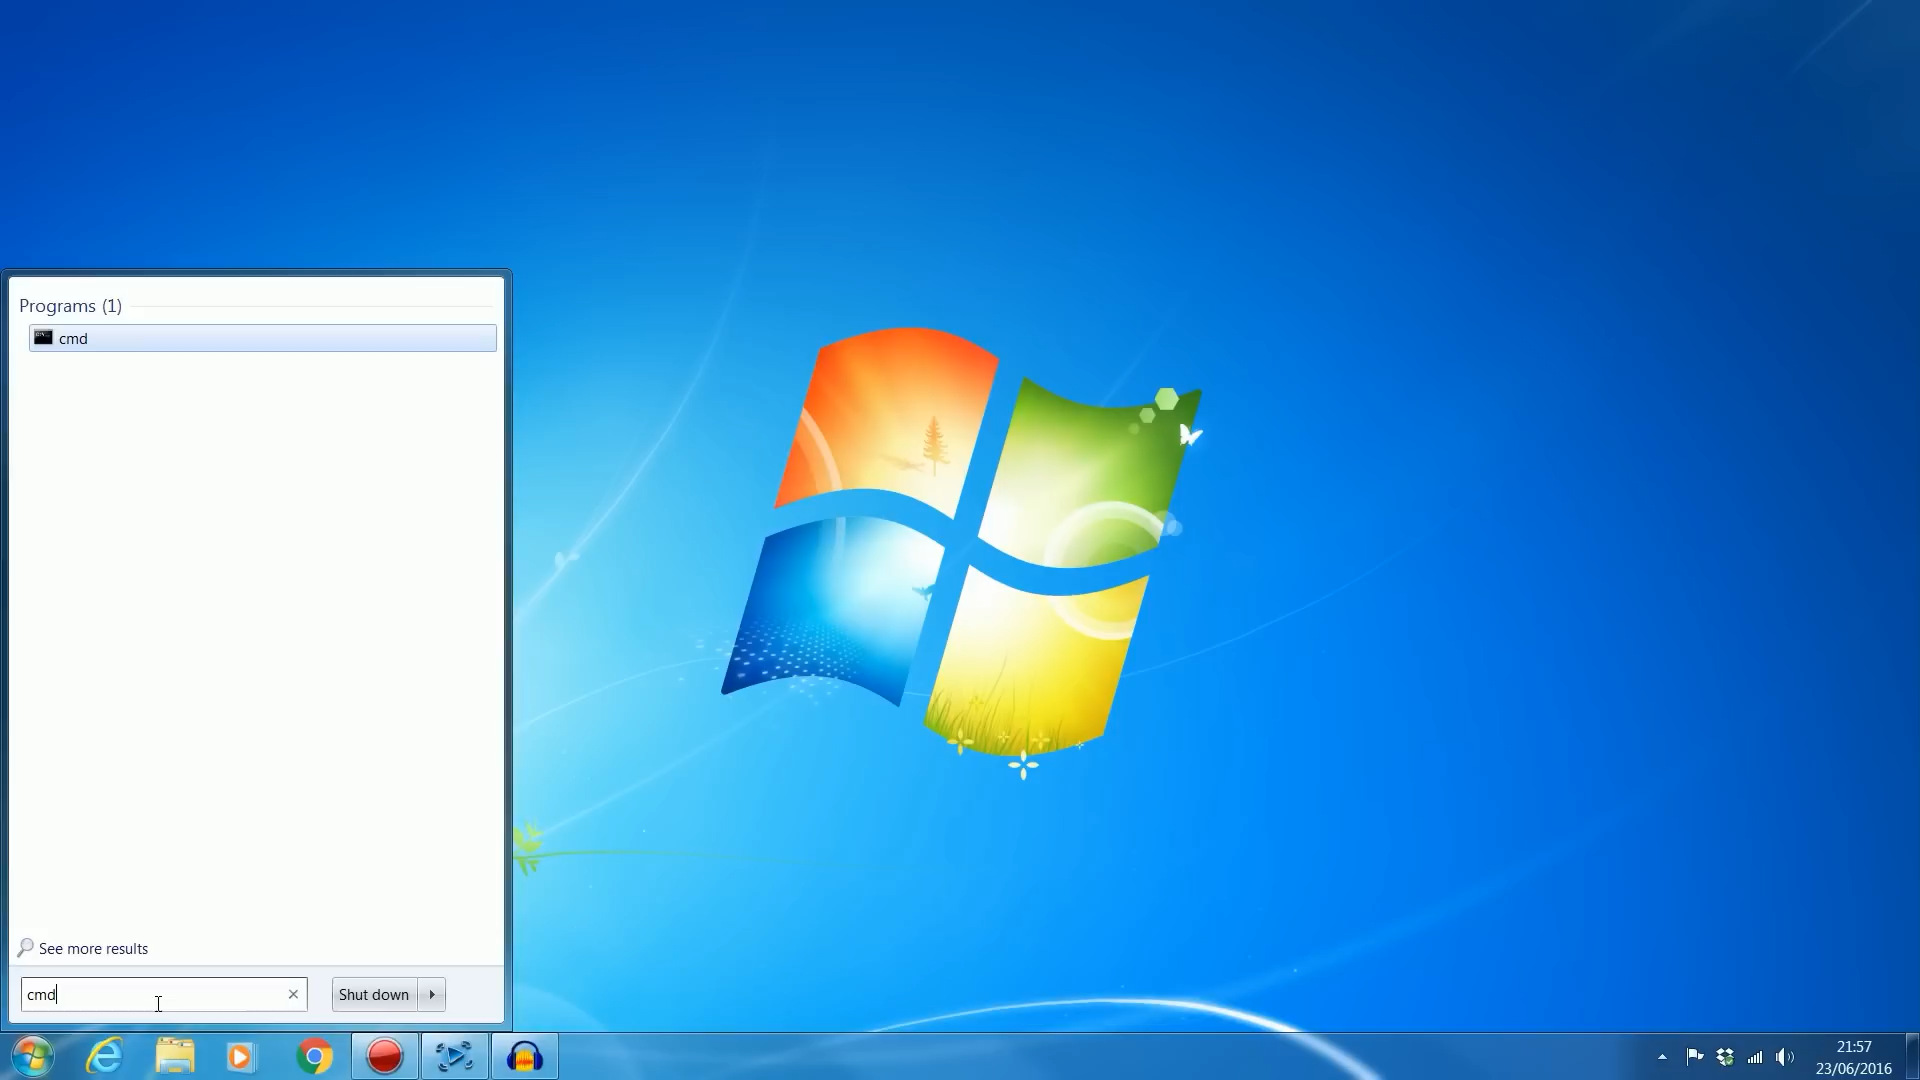 Programs (1)
cmd
See more results
cmd
Shut down
21:57
23/06/2016